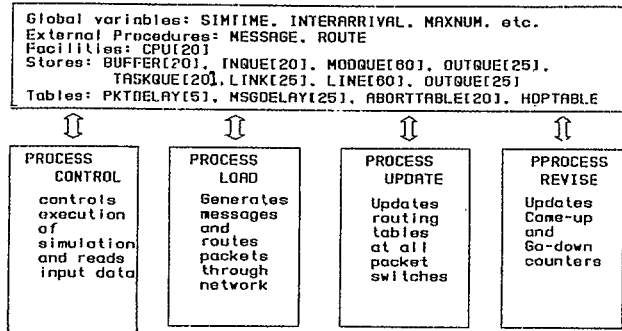 Global variables: SIMTIME, INTERARRIVAL, MAXNUM, etc.
External Procedures: MESSAGE, ROUTE
Facilities: CPU[20]
Stores: BUFFER[20], INQUE[20], MODQUE[60], OUTQUE[25],
TASKQUE[20], LINK[25], LINE[60], OUTQUE[25]
Tables: PKTDELAY[5], MSGDELAY[25], ABORTTABLE[20], HOPTABLE
PROCESS
CONTROL
controls
execution
of
simulation
and reads
input data
PROCESS
LOAD
Generates
messages
and
routes
packets
through
network
PROCESS
UPDATE
Updates
routing
tables
at all
packet
switches
PPROCESS
REVISE
Updates
Come-up
and
Go-down
counters